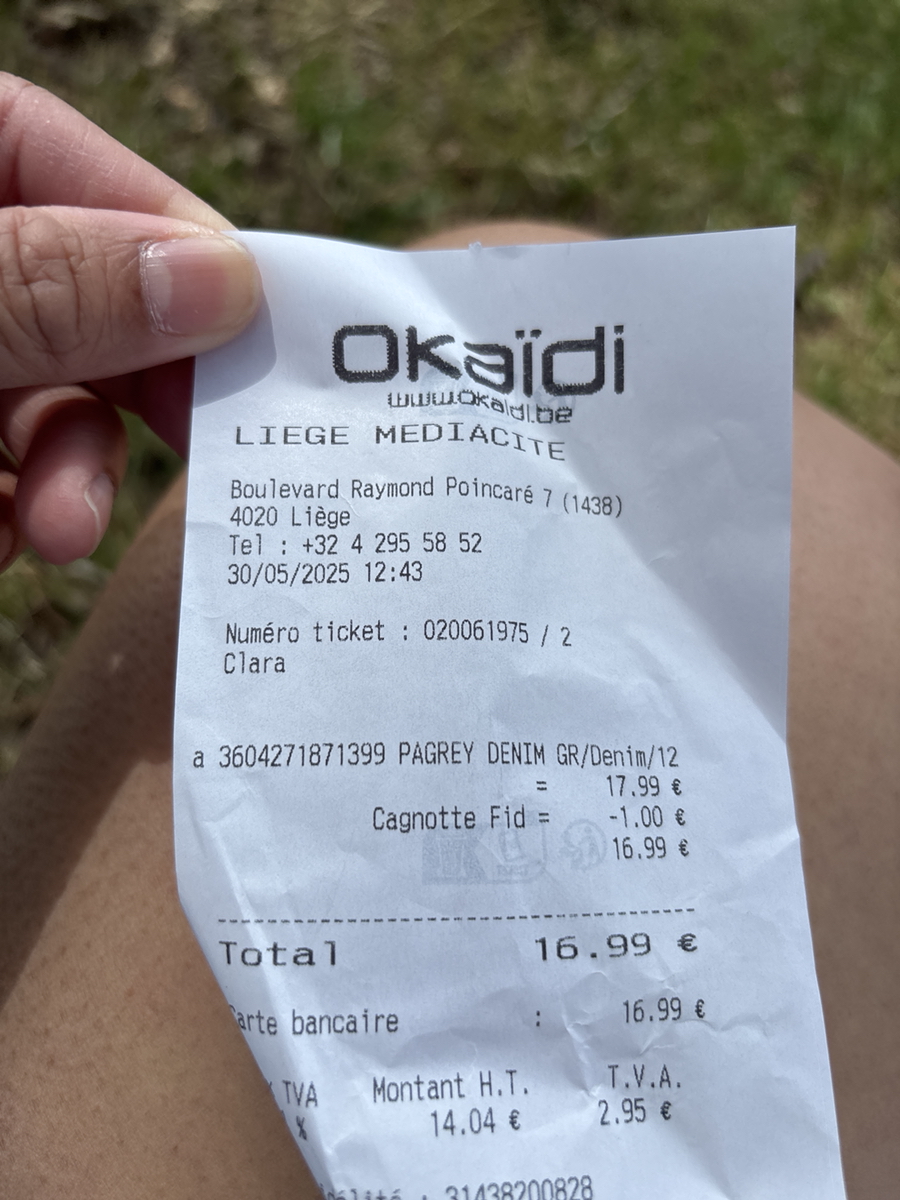 Okaïdi
www.okaidi.be
LIEGE MEDIACITE
Boulevard Raymond Poincaré 7 (1438)
4020 Liège
Tel : +32 4 295 58 52
30/05/2025 12:43
Numéro ticket : 020061975 / 2
Clara
a 3604271871399 PAGREY DENIM GR/Denim/12
= 17.99 €
Cagnotte Fid = -1.00 €
16.99 €
Total 16.99 €
arte bancaire : 16.99 €
TVA Montant H.T. T.V.A.
% 14.04 € 2.95 €
: 31438200828